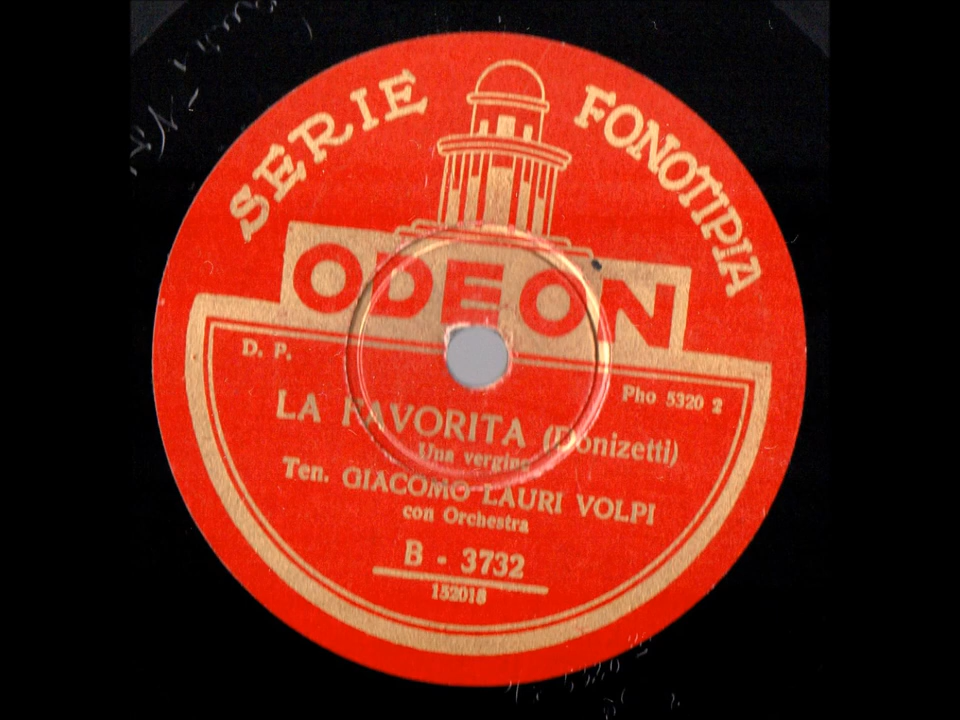 SERIE FONOTIPIA
ODEON
D. P.
Pho 5320 2
LA FAVORITA (Donizetti)
Una vergine
Ten. GIACOMO LAURI VOLPI
con Orchestra
B - 3732
152018